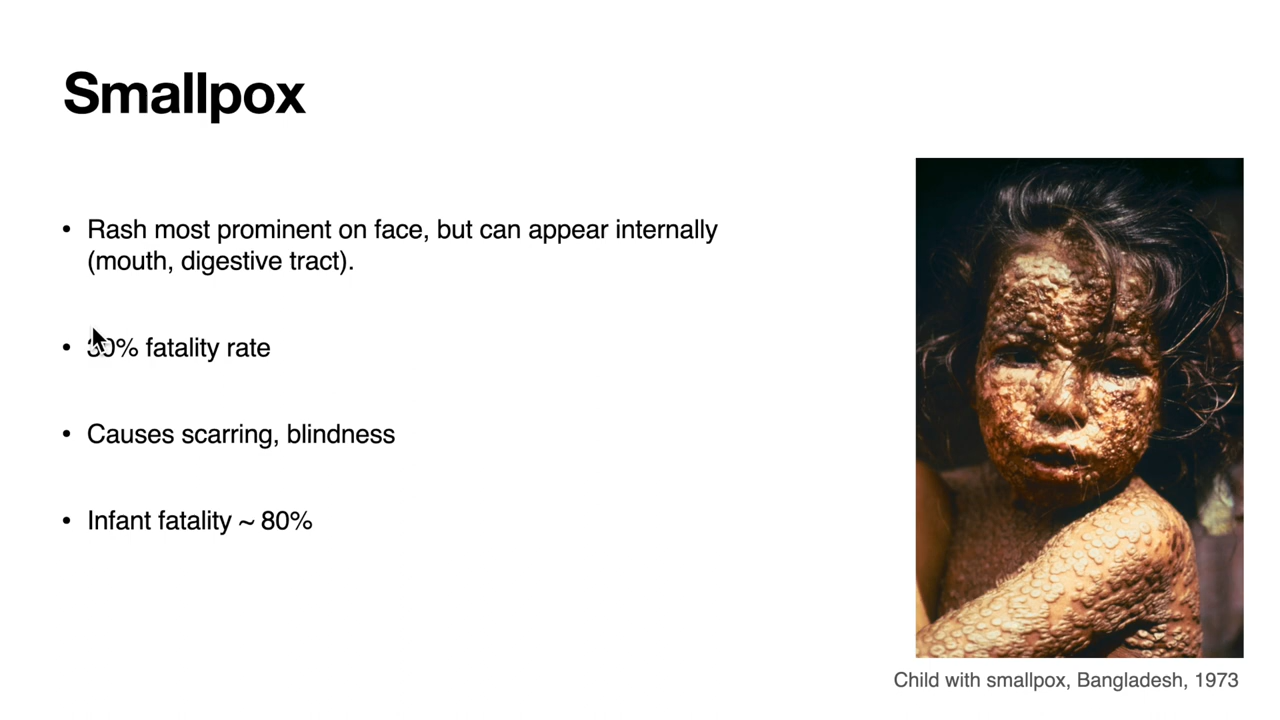 Smallpox
• Rash most prominent on face, but can appear internally
(mouth, digestive tract).
• 30% fatality rate
• Causes scarring, blindness
• Infant fatality ~ 80%
Child with smallpox, Bangladesh, 1973